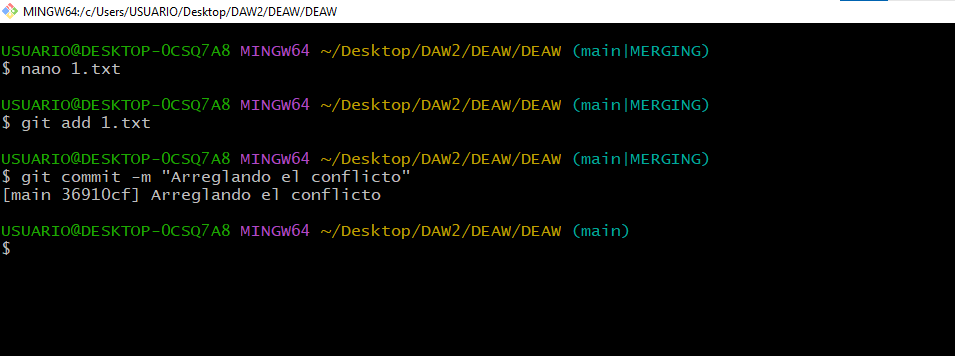 MINGW64:/c/Users/USUARIO/Desktop/DAW2/DEAW/DEAW
USUARIO@DESKTOP-0CSQ7A8 MINGW64 ~/Desktop/DAW2/DEAW/DEAW (main|MERGING)
$ nano 1.txt
USUARIO@DESKTOP-0CSQ7A8 MINGW64 ~/Desktop/DAW2/DEAW/DEAW (main|MERGING)
$ git add 1.txt
USUARIO@DESKTOP-0CSQ7A8 MINGW64 ~/Desktop/DAW2/DEAW/DEAW (main|MERGING)
$ git commit -m "Arreglando el conflicto"
[main 36910cf] Arreglando el conflicto
USUARIO@DESKTOP-0CSQ7A8 MINGW64 ~/Desktop/DAW2/DEAW/DEAW (main)
$